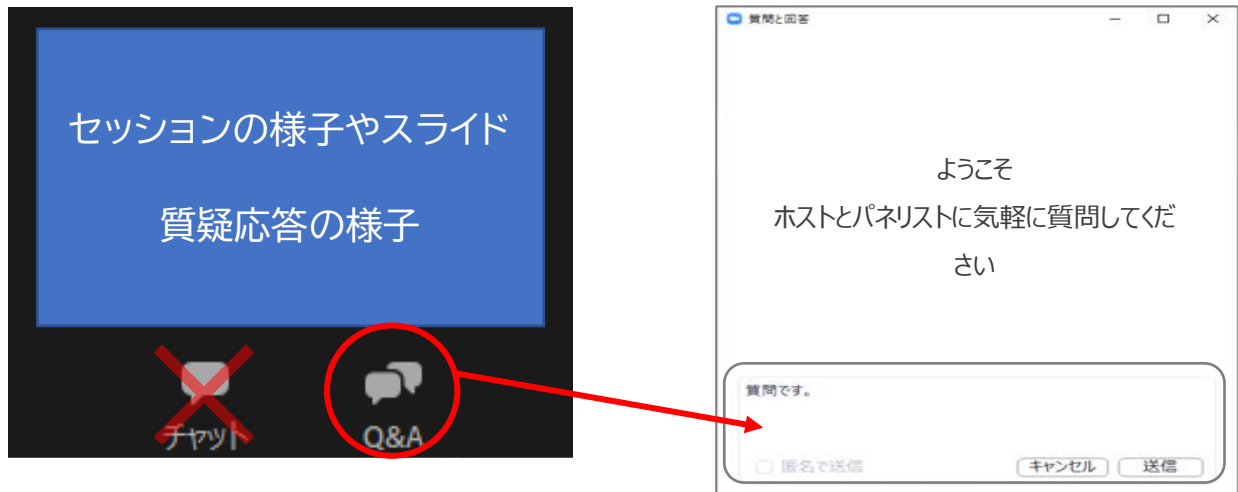 セッションの様子やスライド
質疑応答の様子
チャット
Q&A
質問と回答
ようこそ
ホストとパネリストに気軽に質問してくだ
さい
質問です。
匿名で送信
キャンセル
送信